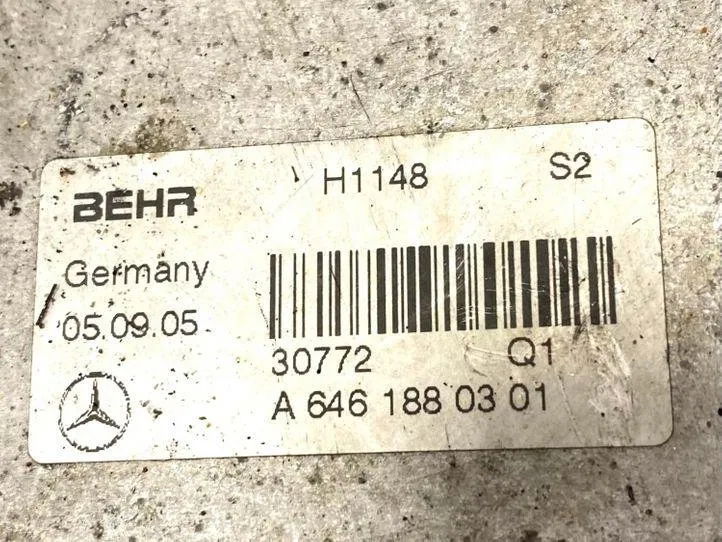 BEHR H1148 S2
Germany
05.09.05
30772 Q1
A 646 188 03 01